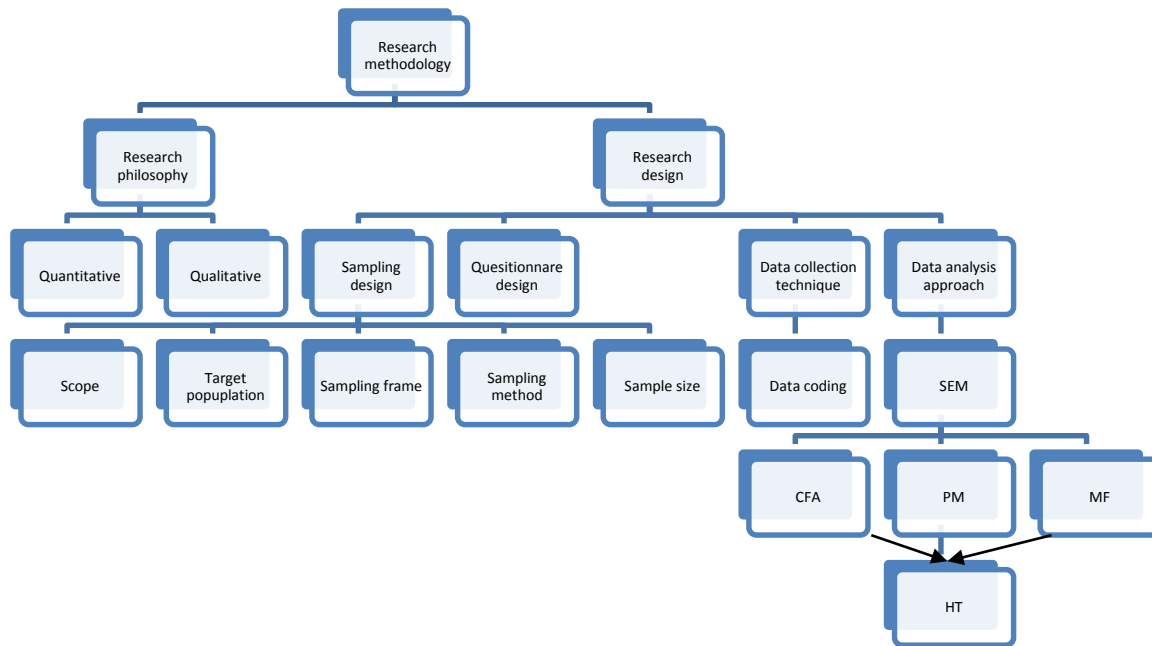 Research
methodology
Research
philosophy
Research
design
Quantitative
Qualitative
Sampling
design
Quesitionnare
design
Data collection
technique
Data analysis
approach
Scope
Target
popuplation
Sampling frame
Sampling
method
Sample size
Data coding
SEM
CFA
PM
MF
HT